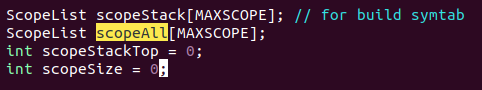 ScopeList scopeStack[MAXSCOPE]; // for build symtab
ScopeList scopeAll[MAXSCOPE];
int scopeStackTop = 0;
int scopeSize = 0;